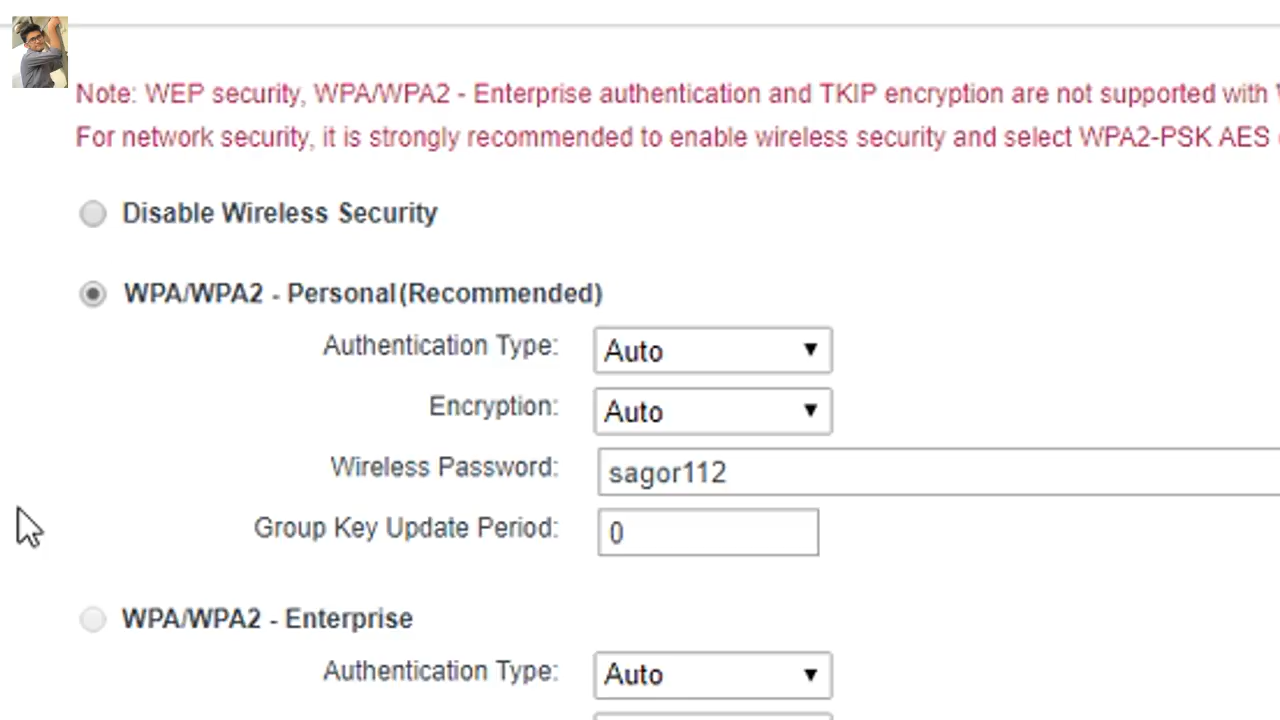 Note: WEP security, WPA/WPA2 - Enterprise authentication and TKIP encryption are not supported with
For network security, it is strongly recommended to enable wireless security and select WPA2-PSK AES
Disable Wireless Security
WPA/WPA2 - Personal(Recommended)
Authentication Type: Auto
Encryption: Auto
Wireless Password: sagor112
Group Key Update Period: 0
WPA/WPA2 - Enterprise
Authentication Type: Auto